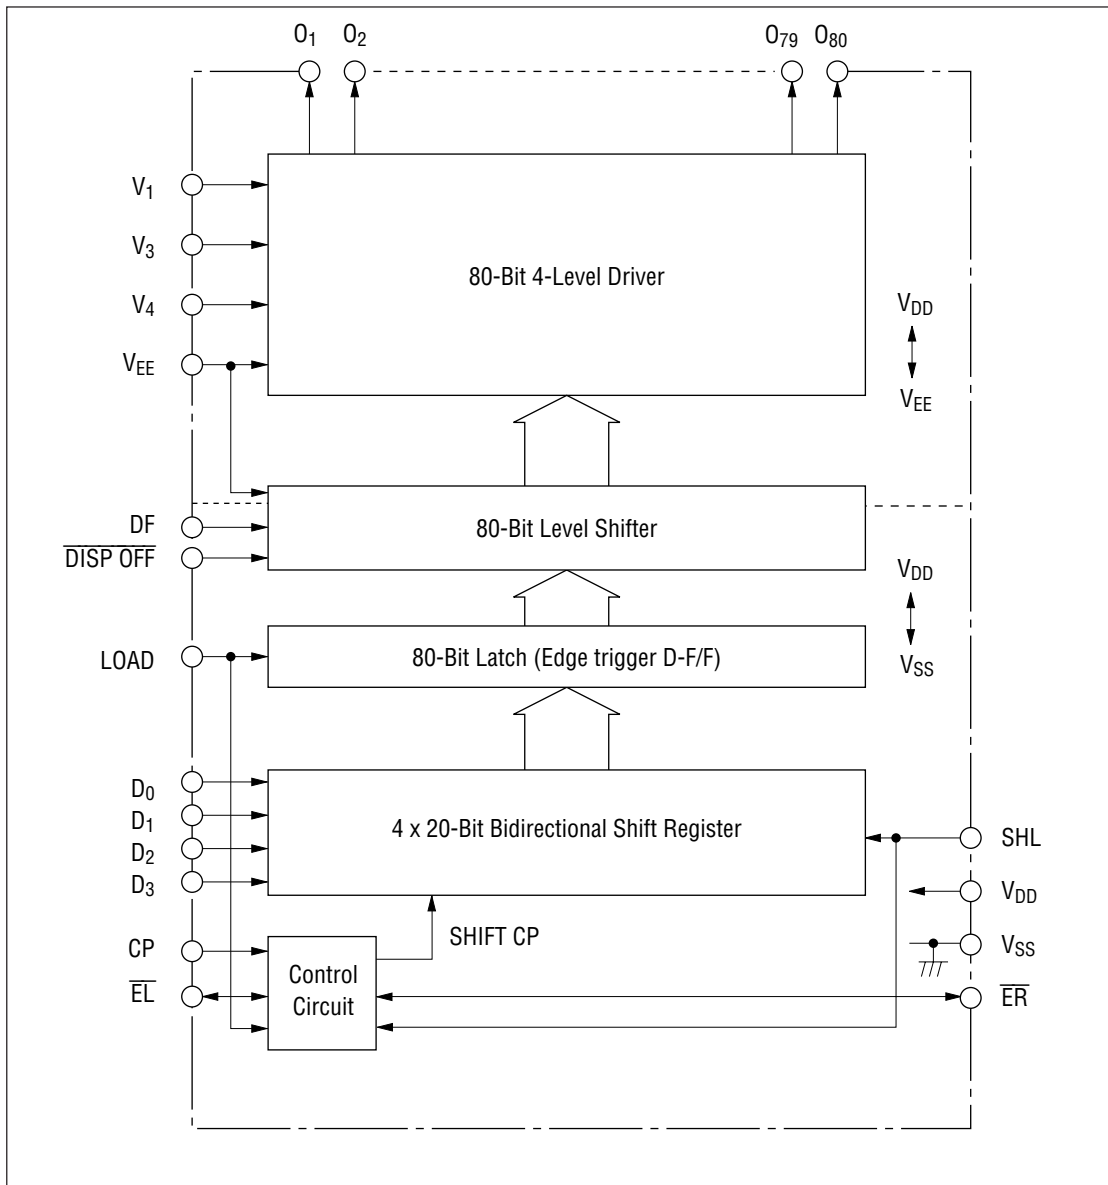 O1 O2 O79 O80
V1
V3
V4
VEE
80-Bit 4-Level Driver
VDD
VEE
DF
DISP OFF
80-Bit Level Shifter
VDD
VSS
LOAD
80-Bit Latch (Edge trigger D-F/F)
D0
D1
D2
D3
4 x 20-Bit Bidirectional Shift Register
SHL
VDD
VSS
CP
EL
SHIFT CP
Control
Circuit
ER